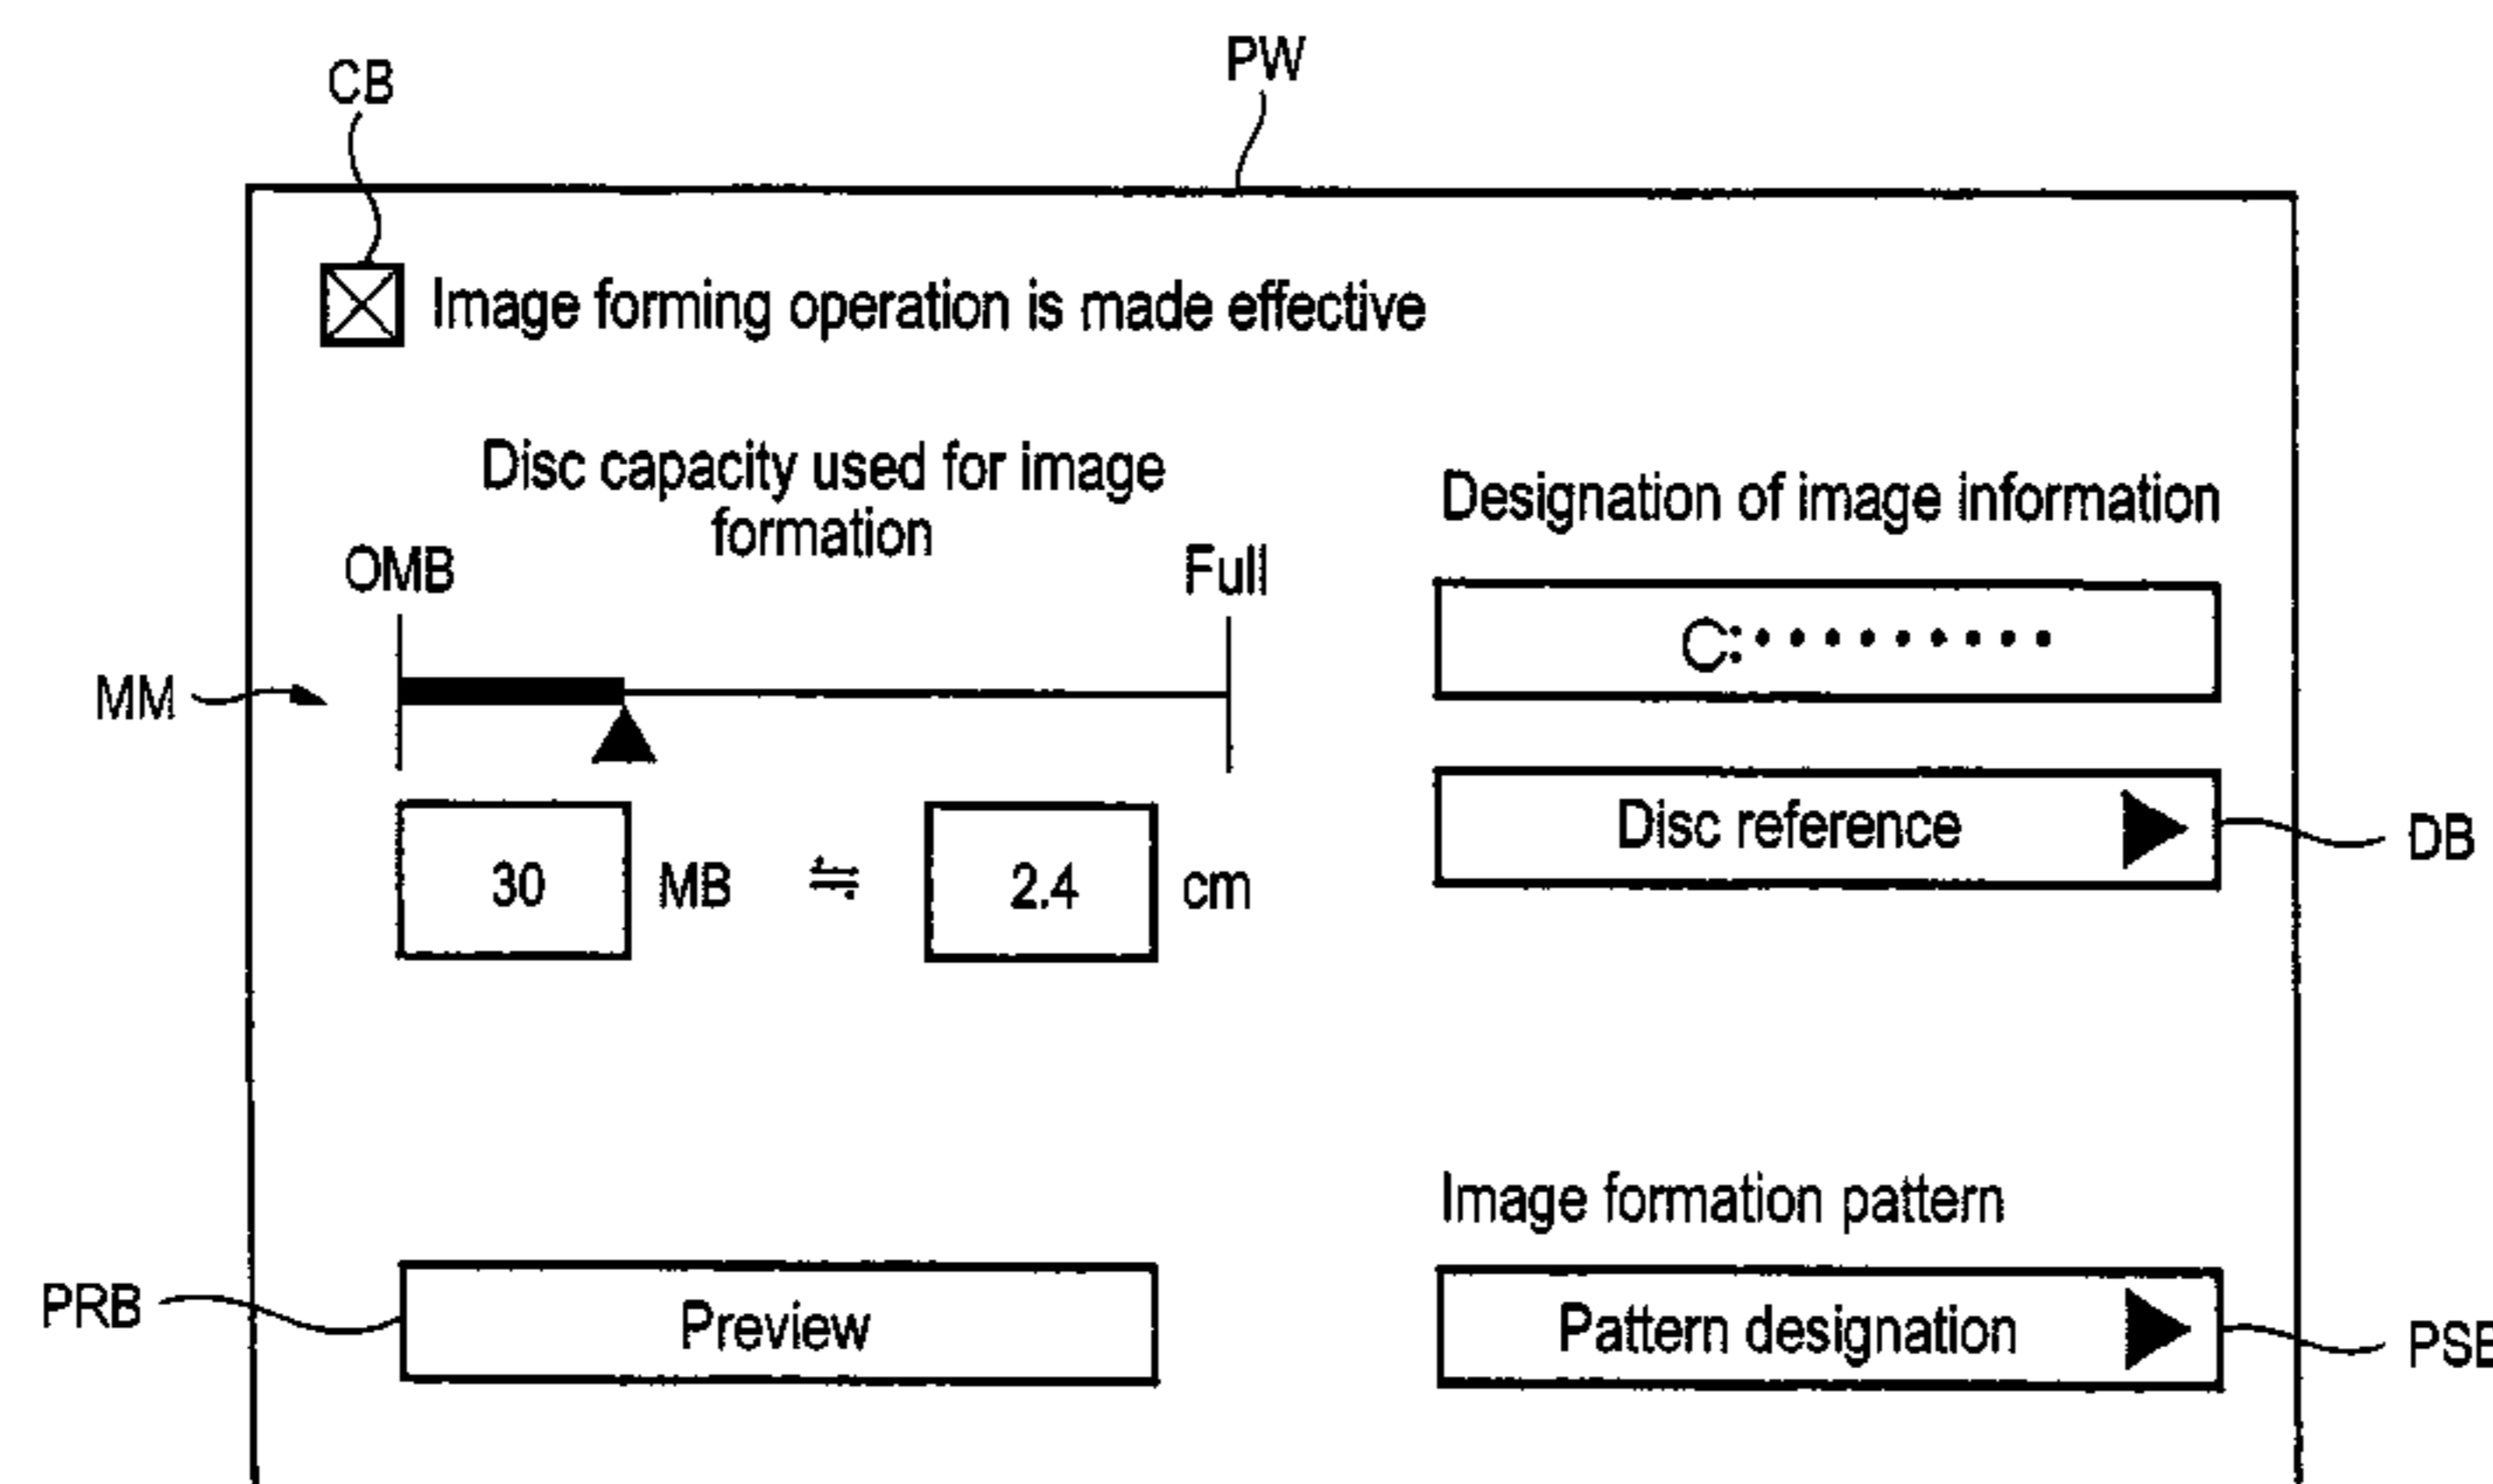 PW
CB
Image forming operation is made effective
Disc capacity used for image
formation
Designation of image information
OMB
Full
C:·········
MM
Disc reference
DB
30 MB ≒ 2.4 cm
Image formation pattern
PRB
Preview
Pattern designation